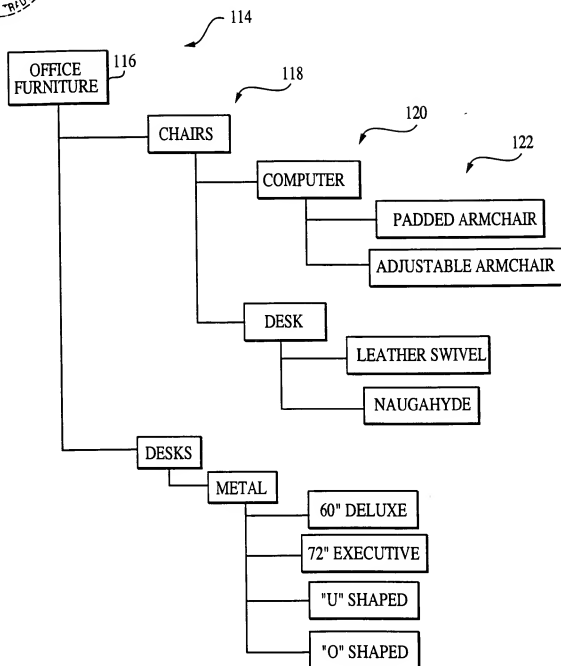 114
OFFICE
FURNITURE
116
118
CHAIRS
120
COMPUTER
122
PADDED ARMCHAIR
ADJUSTABLE ARMCHAIR
DESK
LEATHER SWIVEL
NAUGAHYDE
DESKS
METAL
60" DELUXE
72" EXECUTIVE
"U" SHAPED
"O" SHAPED